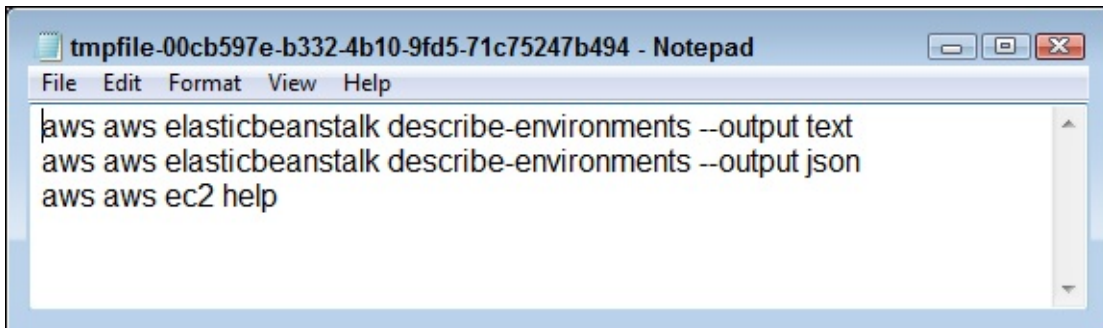 tmpfile-00cb597e-b332-4b10-9fd5-71c75247b494 - Notepad
File Edit Format View Help
aws aws elasticbeanstalk describe-environments --output text
aws aws elasticbeanstalk describe-environments --output json
aws aws ec2 help